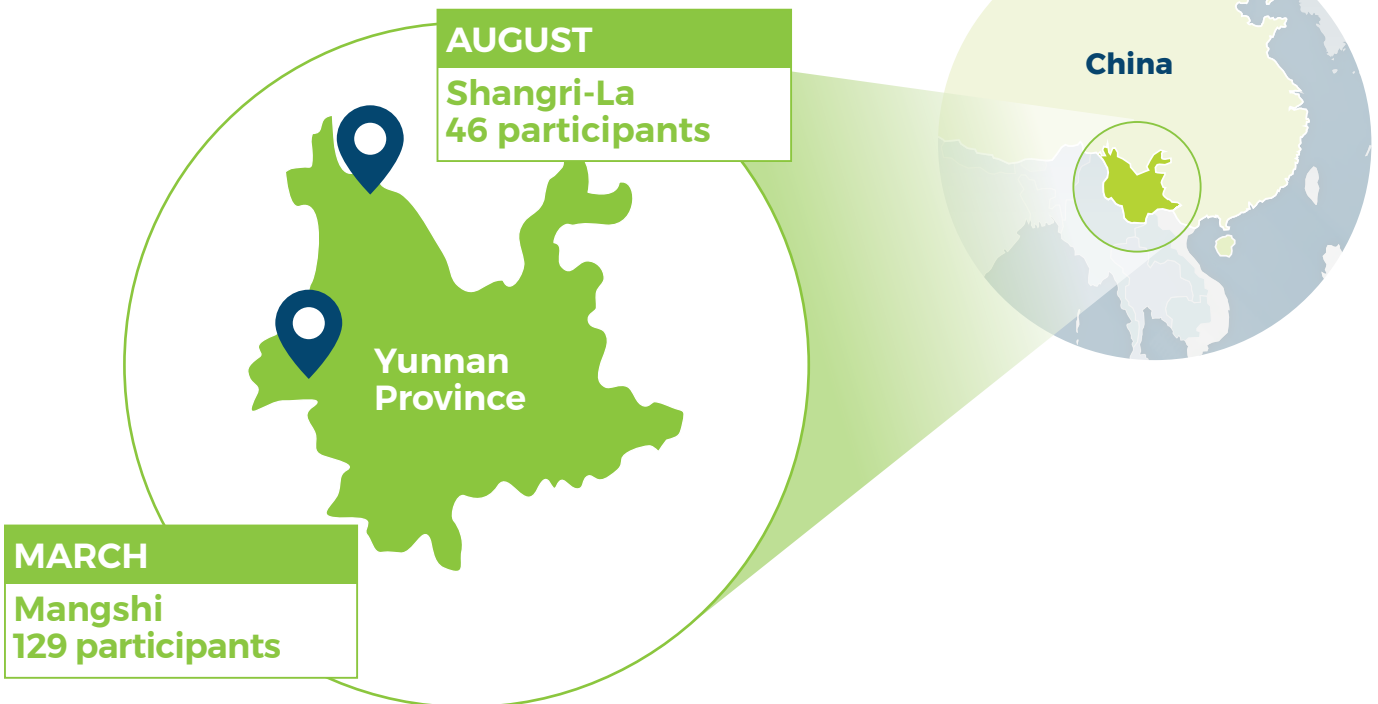 AUGUST
Shangri-La
46 participants
China
Yunnan
Province
MARCH
Mangshi
129 participants